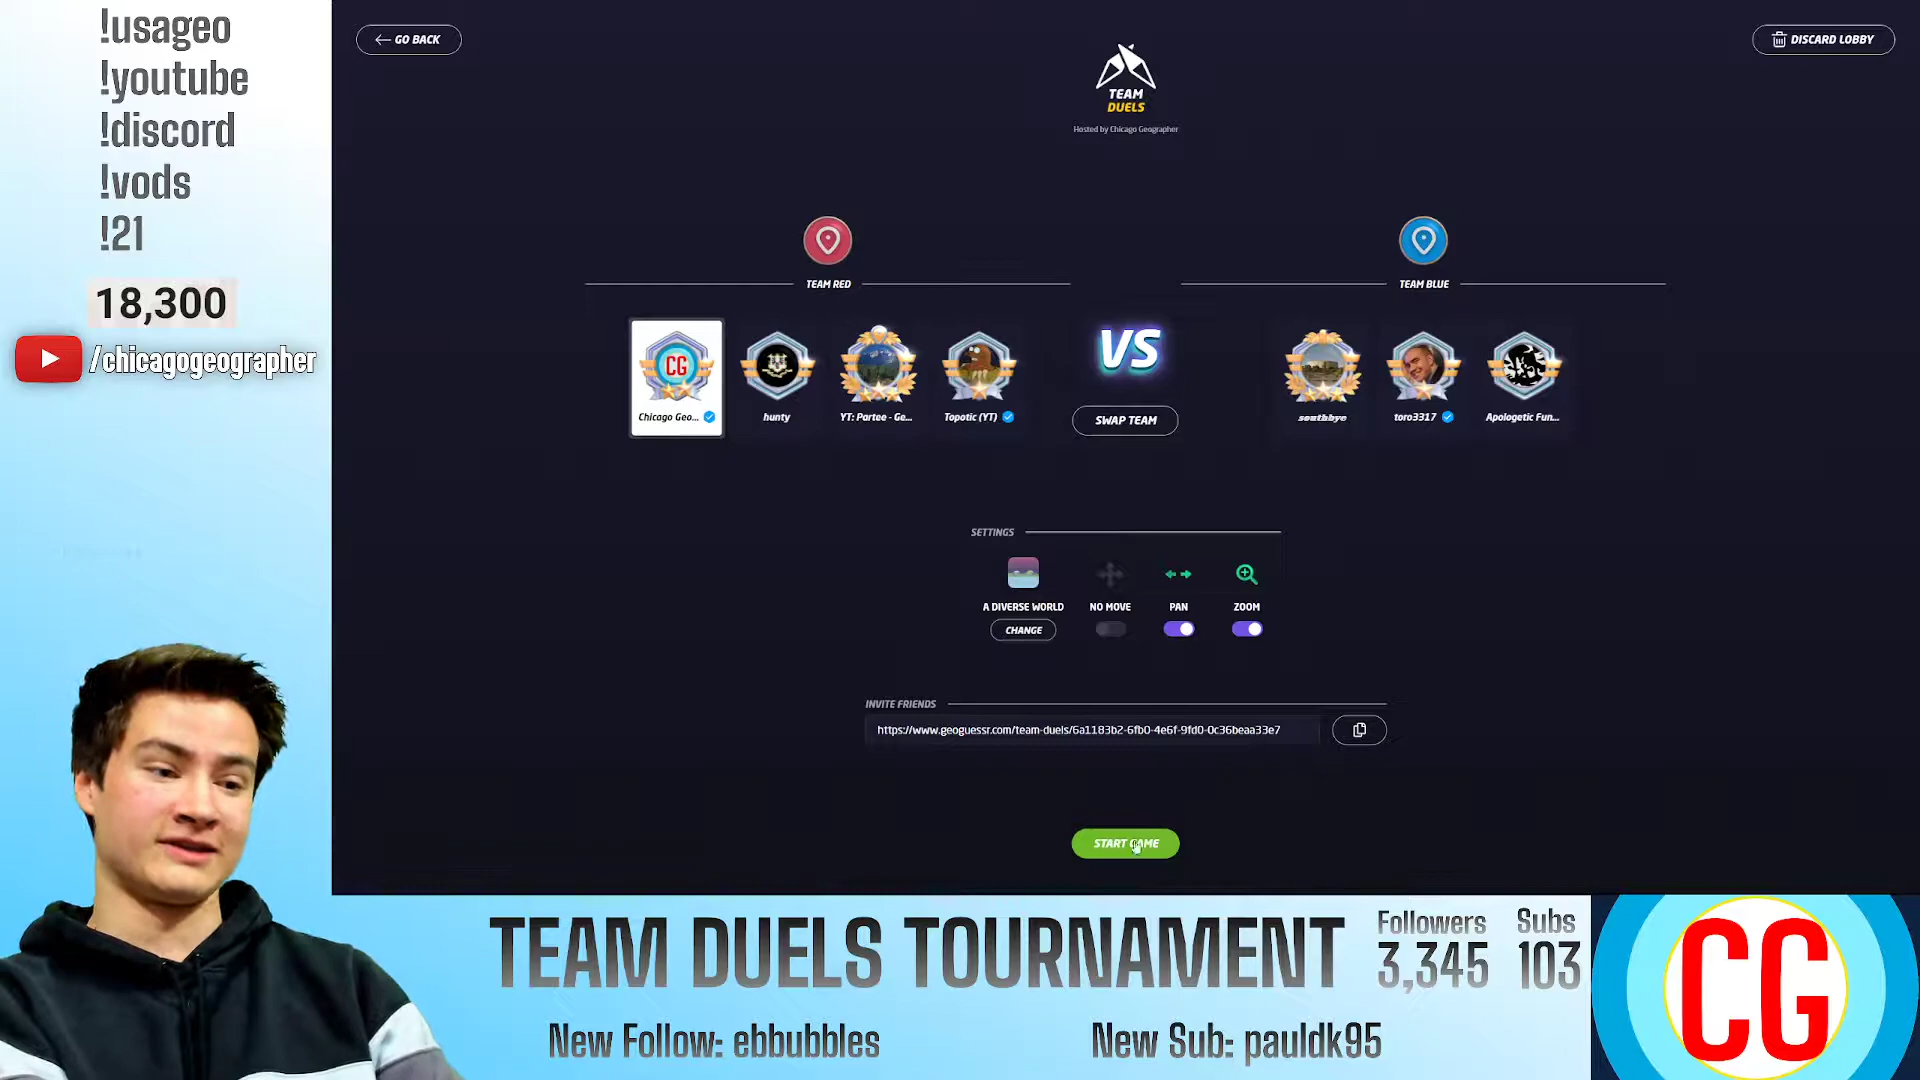 !usageo
!youtube
!discord
!vods
!21
18,300
/chicagogeographer
GO BACK
DISCARD LOBBY
TEAM
DUELS
Hosted by Chicago Geographer
TEAM RED
TEAM BLUE
CG
Chicago Geo...
hunty
YT: Partee - Ge...
Topotic (YT)
VS
SWAP TEAM
southbye
toro3317
Apologetic Fun...
SETTINGS
A DIVERSE WORLD
NO MOVE
PAN
ZOOM
CHANGE
INVITE FRIENDS
https://www.geoguessr.com/team-duels/6a1183b2-6fb0-4e6f-9fd0-0c36beaa33e7
START GAME
TEAM DUELS TOURNAMENT
Followers
3,345
Subs
103
New Follow: ebbubbles
New Sub: pauldk95
CG